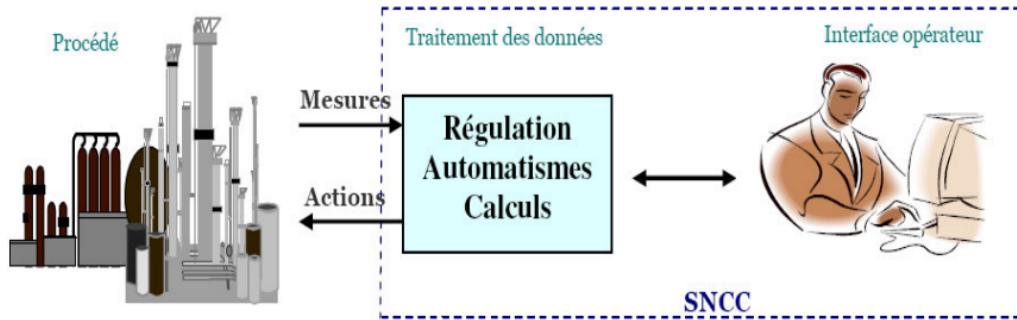 Procédé
Traitement des données
Interface opérateur
Mesures
Régulation
Automatismes
Calculs
Actions
SNCC